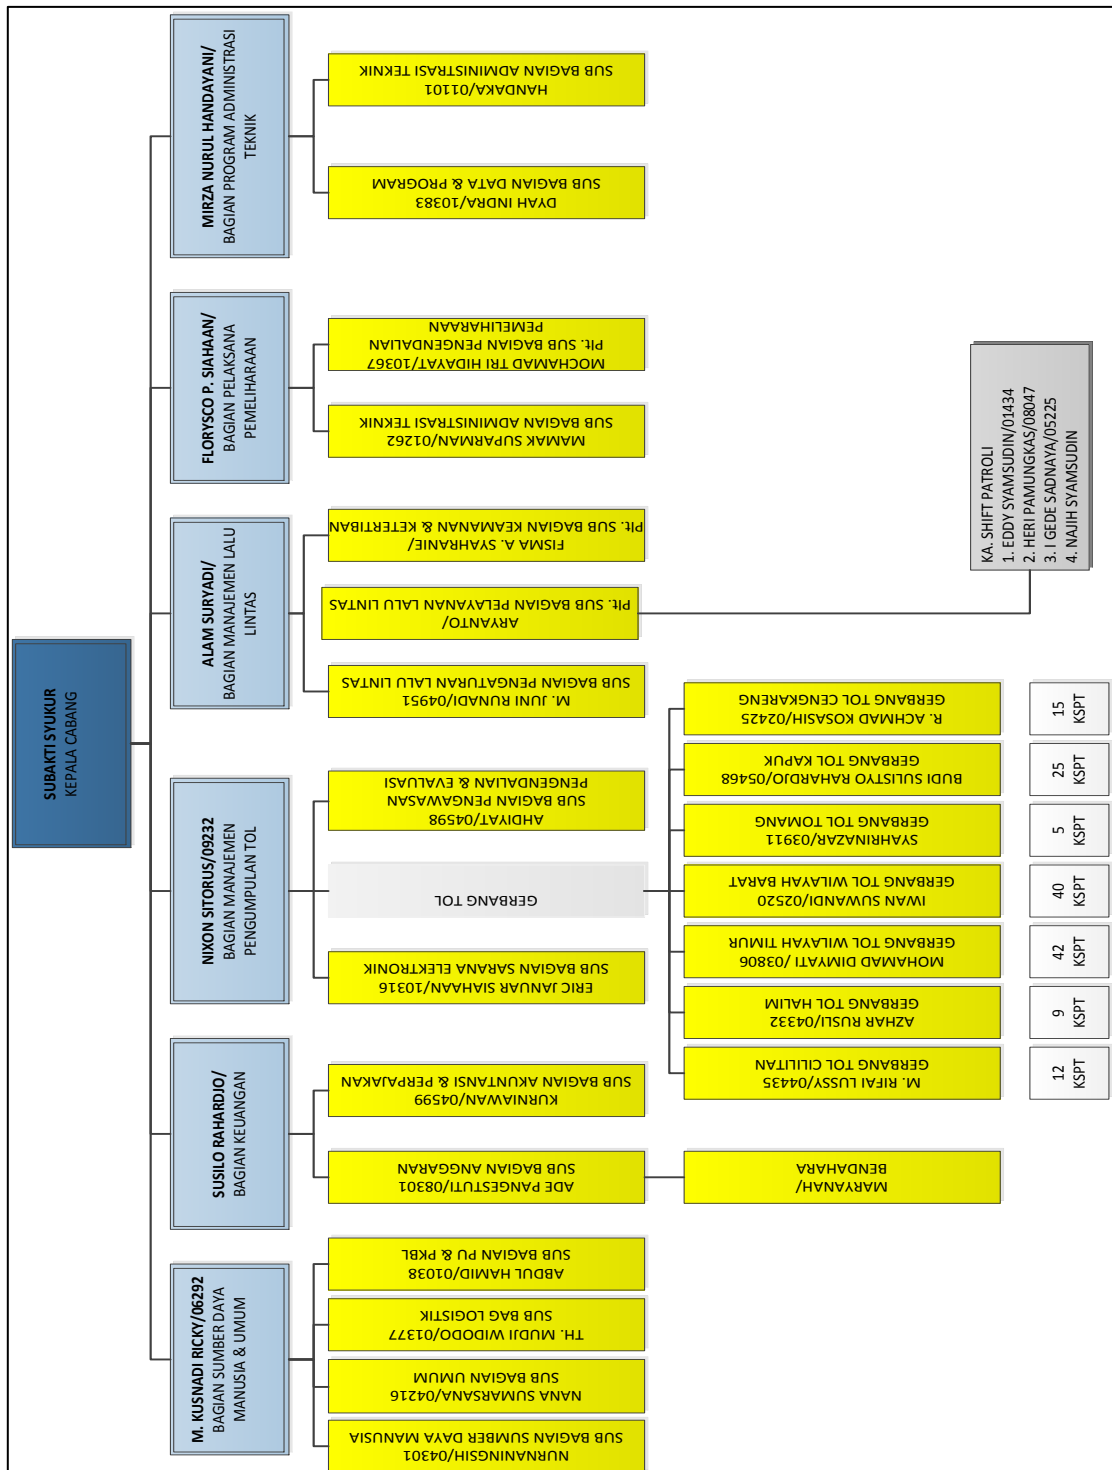 SUBAKTI SYUKUR
KEPALA CABANG
M. KUSNADI RICKY/06292
BAGIAN SUMBER DAYA
MANUSIA & UMUM
SUSILO RAHARDJO/
BAGIAN KEUANGAN
NIXON SITORUS/09232
BAGIAN MANAJEMEN
PENGUMPULAN TOL
ALAM SURYADI/
BAGIAN MANAJEMEN LALU
LINTAS
FLORYSCO P. SIAHAAN/
BAGIAN PELAKSANA
PEMELIHARAAN
MIRZA NURUL HANDAYANI/
BAGIAN PROGRAM ADMINISTRASI
TEKNIK
NURNANINGSIH/04301
SUB BAGIAN SUMBER DAYA MANUSIA
NANA SUMARSANA/04216
SUB BAGIAN UMUM
TH. MUDJI WIDODO/01377
SUB BAG LOGISTIK
ABDUL HAMID/01038
SUB BAGIAN PU & PKBL
ADE PANGESTUTI/08301
SUB BAGIAN ANGGARAN
KURNIAWAN/04599
SUB BAGIAN AKUNTANSI & PERPAJAKAN
ERIC JANUAR SIAHAAN/10316
SUB BAGIAN SARANA ELEKTRONIK
GERBANG TOL
AHDIYAT/04598
SUB BAGIAN PENGAWASAN
PENGENDALIAN & EVALUASI
M. JUNI RUNADI/04951
SUB BAGIAN PENGATURAN LALU LINTAS
ARYANTO/
Plt. SUB BAGIAN PELAYANAN LALU LINTAS
FISMA A. SYAHRANIE/
Plt. SUB BAGIAN KEAMANAN & KETERTIBAN
MAMAK SUPARMAN/01262
SUB BAGIAN ADMINISTRASI TEKNIK
MOCHAMAD TRI HIDAYAT/10367
Plt. SUB BAGIAN PENGENDALIAN
PEMELIHARAAN
DYAH INDRA/10383
SUB BAGIAN DATA & PROGRAM
HANDAKA/01101
SUB BAGIAN ADMINISTRASI TEKNIK
MARYANAH/
BENDAHARA
M. RIFAI LUSSY/04435
GERBANG TOL CILILITAN
AZHAR RUSLI/04332
GERBANG TOL HALIM
MOHAMAD DIMYATI /03806
GERBANG TOL WILAYAH TIMUR
IWAN SUWANDI/02520
GERBANG TOL WILAYAH BARAT
SYAHRINAZAR/03911
GERBANG TOL TOMANG
BUDI SULISTYO RAHARDJO/05468
GERBANG TOL KAPUK
R. ACHMAD KOSASIH/02425
GERBANG TOL CENGKARENG
12
KSPT
9
KSPT
42
KSPT
40
KSPT
5
KSPT
25
KSPT
15
KSPT
KA. SHIFT PATROLI
1. EDDY SYAMSUDIN/01434
2. HERI PAMUNGKAS/08047
3. I GEDE SADNAYA/05225
4. NAJIH SYAMSUDIN